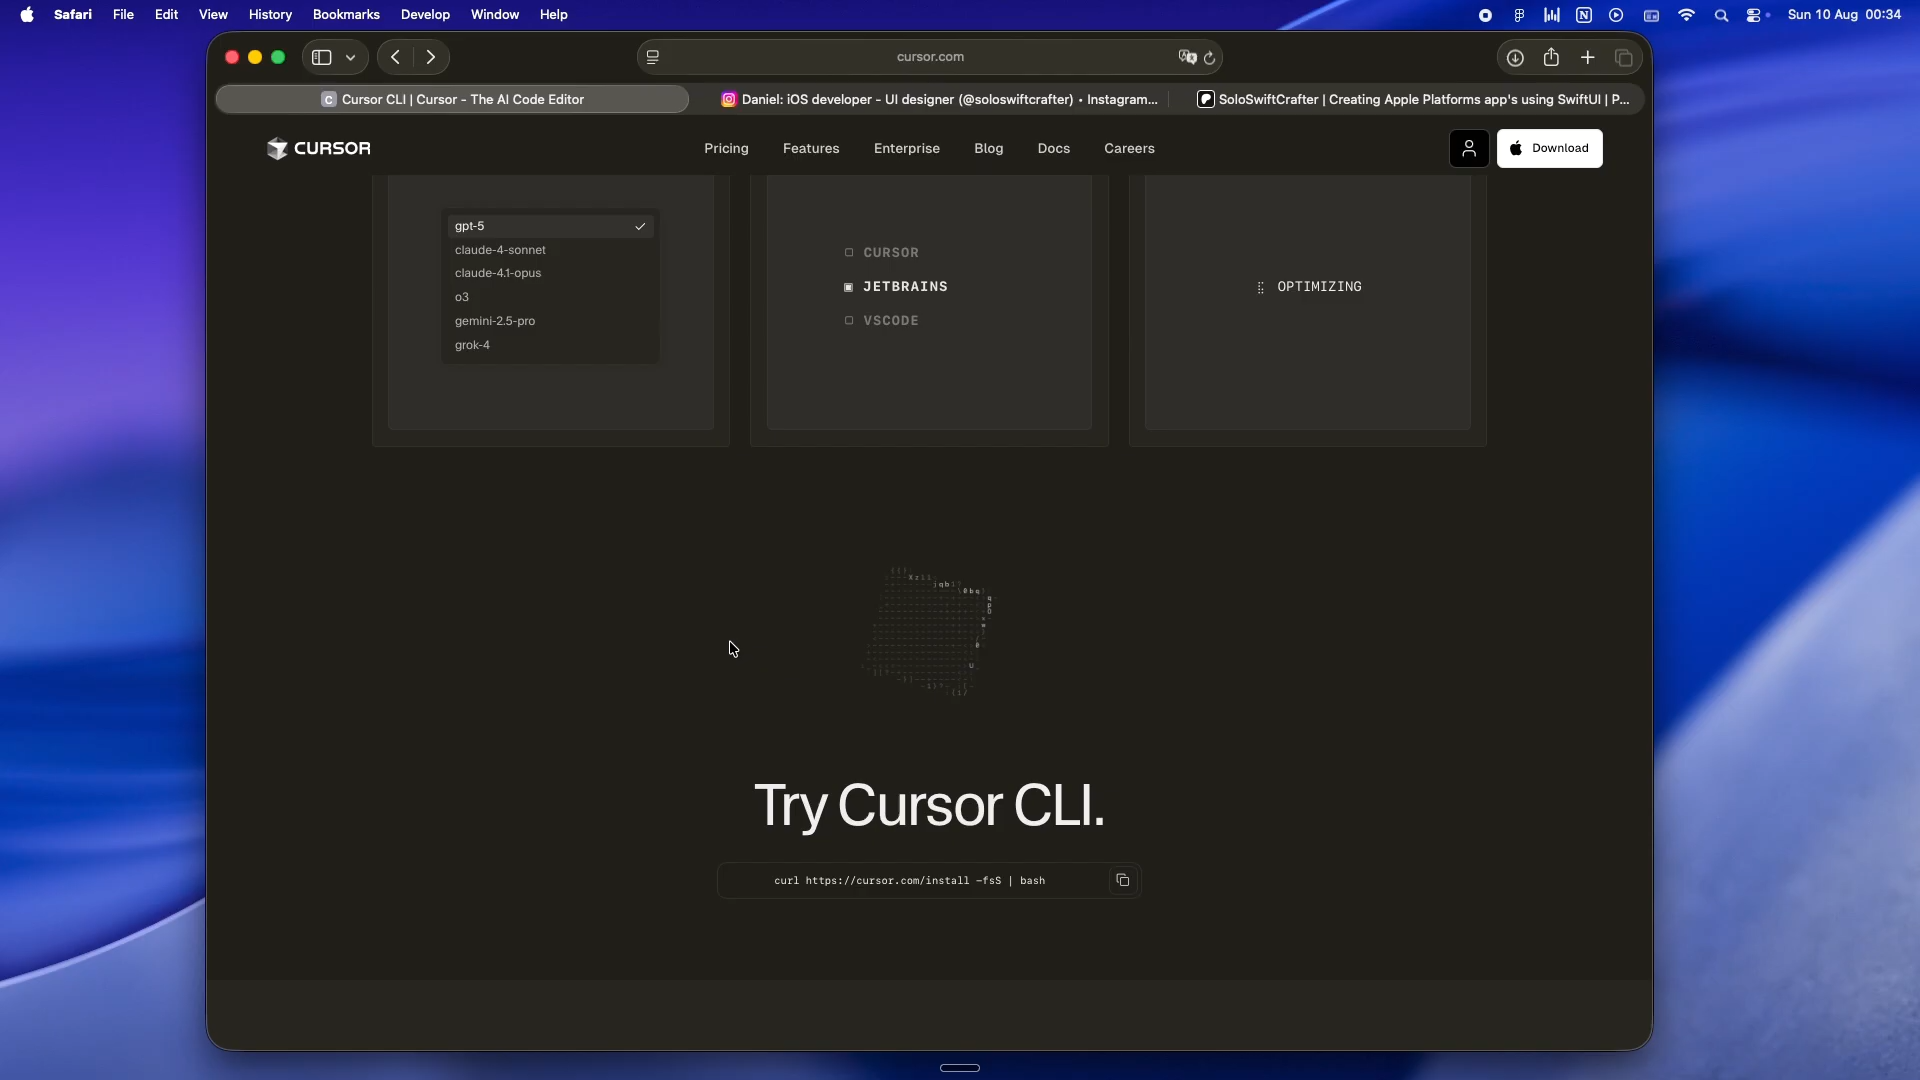 Safari File Edit View History Bookmarks Develop Window Help
Sun 10 Aug 00:34
cursor.com
Cursor CLI | Cursor - The AI Code Editor
Daniel: iOS developer - UI designer (@soloswiftcrafter) • Instagram...
SoloSwiftCrafter | Creating Apple Platforms app's using SwiftUI | P...
CURSOR
Pricing Features Enterprise Blog Docs Careers
Download
gpt-5
claude-4-sonnet
claude-4.1-opus
o3
gemini-2.5-pro
grok-4
CURSOR
JETBRAINS
VSCODE
OPTIMIZING
Try Cursor CLI.
curl https://cursor.com/install -fsS | bash